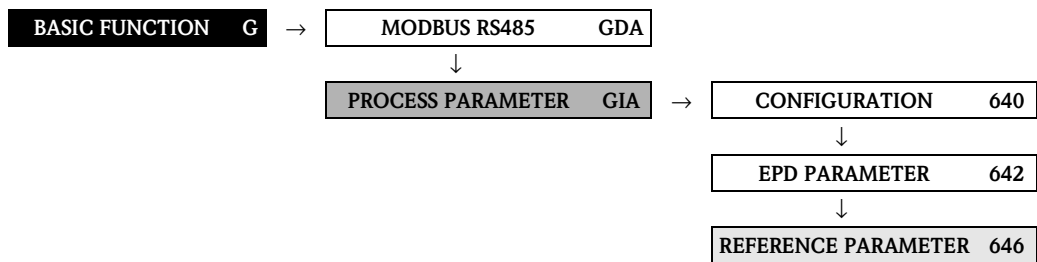 BASIC FUNCTION G → MODBUS RS485 GDA
↓
PROCESS PARAMETER GIA → CONFIGURATION 640
↓
EPD PARAMETER 642
↓
REFERENCE PARAMETER 646